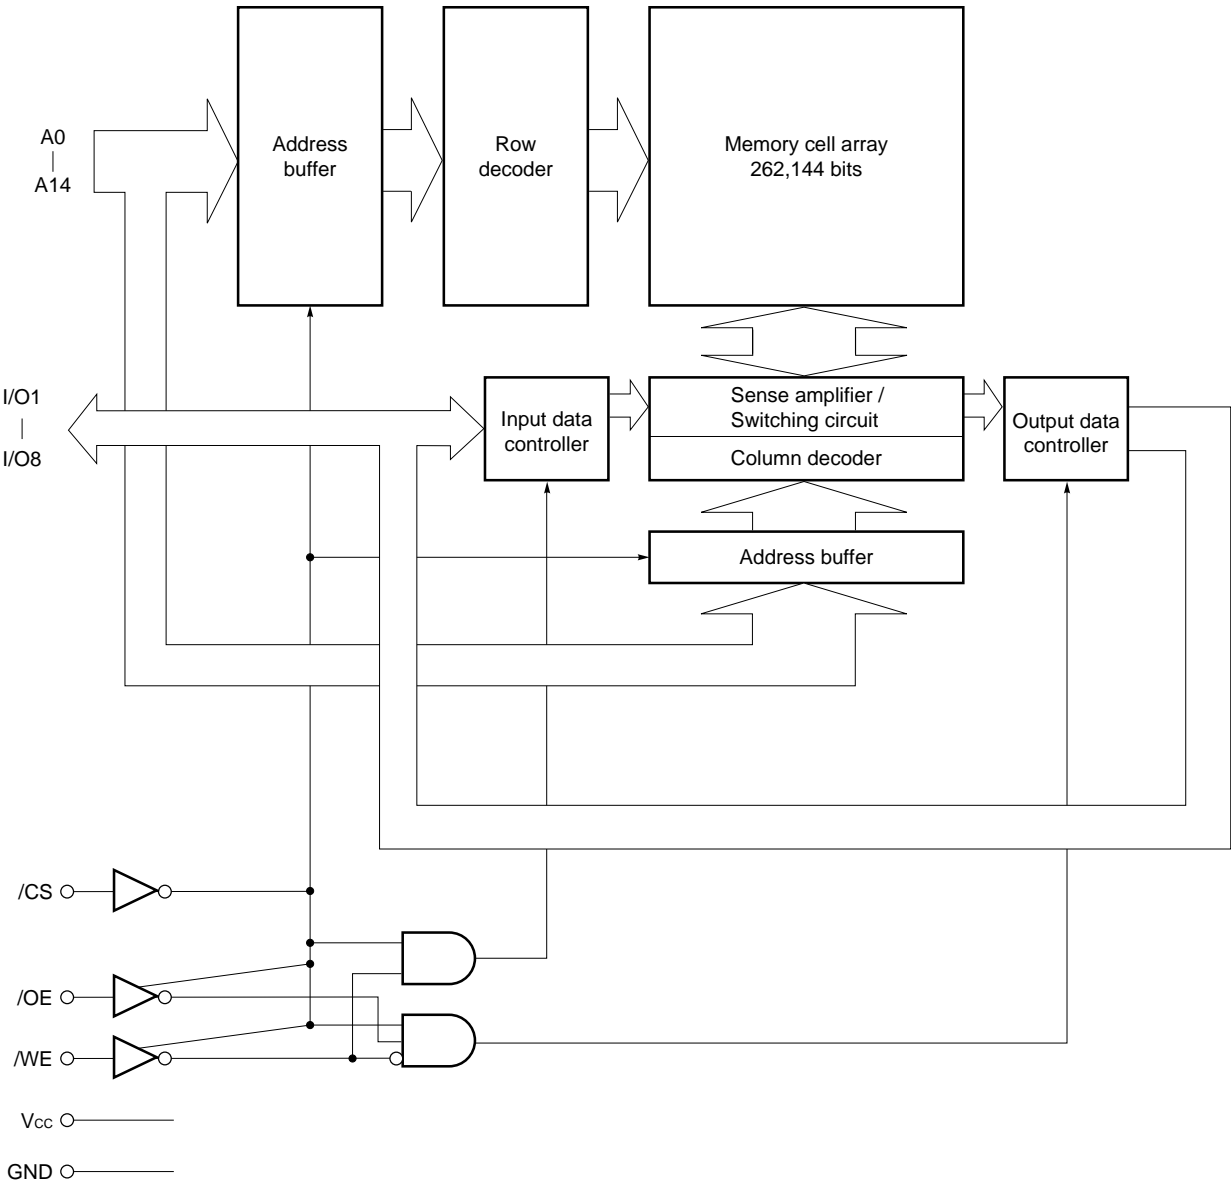 A0
|
A14
Address
buffer
Row
decoder
Memory cell array
262,144 bits
I/O1
|
I/O8
Input data
controller
Sense amplifier /
Switching circuit
Column decoder
Output data
controller
Address buffer
/CS
/OE
/WE
VCC
GND